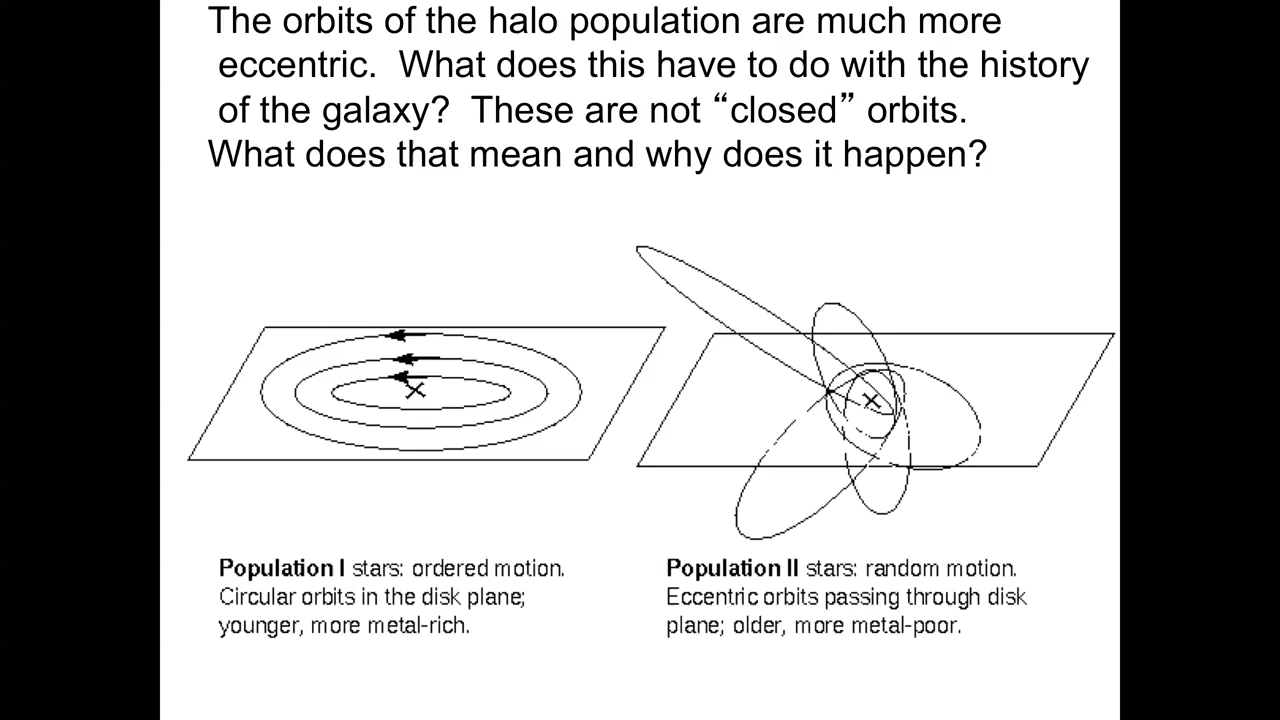 The orbits of the halo population are much more
eccentric.  What does this have to do with the history
of the galaxy?  These are not “closed” orbits.
What does that mean and why does it happen?
Population I stars: ordered motion.
Circular orbits in the disk plane;
younger, more metal-rich.
Population II stars: random motion.
Eccentric orbits passing through disk
plane; older, more metal-poor.